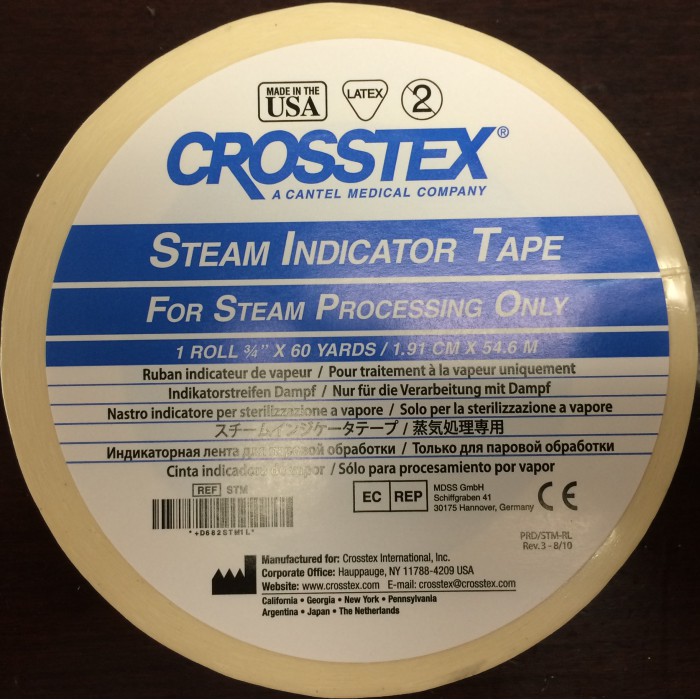 MADE IN THE
USA
LATEX
2
CROSSTEX®
A CANTEL MEDICAL COMPANY
STEAM INDICATOR TAPE
FOR STEAM PROCESSING ONLY
1 ROLL ¾" X 60 YARDS / 1.91 CM X 54.6 M
Ruban indicateur de vapeur / Pour traitement à la vapeur uniquement
Indikatorstreifen Dampf / Nur für die Verarbeitung mit Dampf
Nastro indicatore per sterilizzazione a vapore / Solo per la sterilizzazione a vapore
スチームインジケータテープ / 蒸気処理専用
Индикаторная лента для паровой обработки / Только для паровой обработки
Cinta indicadora de vapor / Sólo para procesamiento por vapor
REF STM
*+D682STM1L*
EC REP
MDSS GmbH
Schiffgraben 41
30175 Hannover, Germany
CE
PRD/STM-RL
Rev.3 - 8/10
Manufactured for: Crosstex International, Inc.
Corporate Office: Hauppauge, NY 11788-4209 USA
Website: www.crosstex.com E-mail: crosstex@crosstex.com
California • Georgia • New York • Pennsylvania
Argentina • Japan • The Netherlands